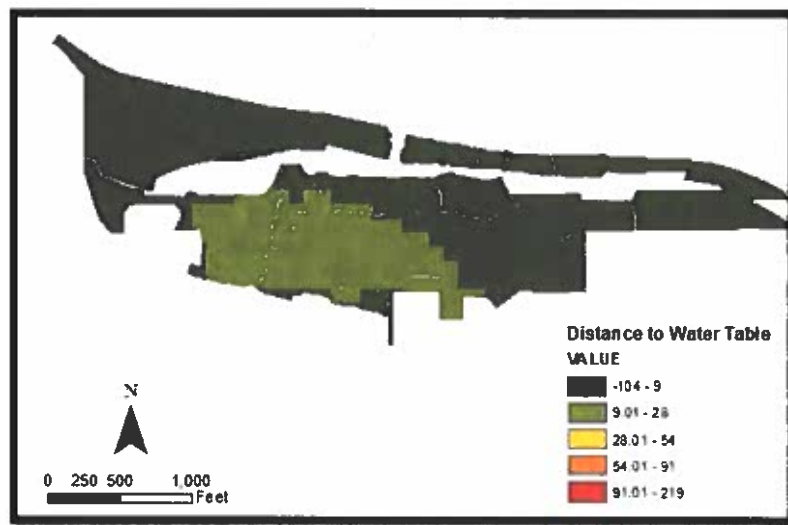 Distance to Water Table
VALUE
-104 - 9
9.01 - 28
28.01 - 54
54.01 - 91
91.01 - 219
N
0 250 500 1,000
Feet